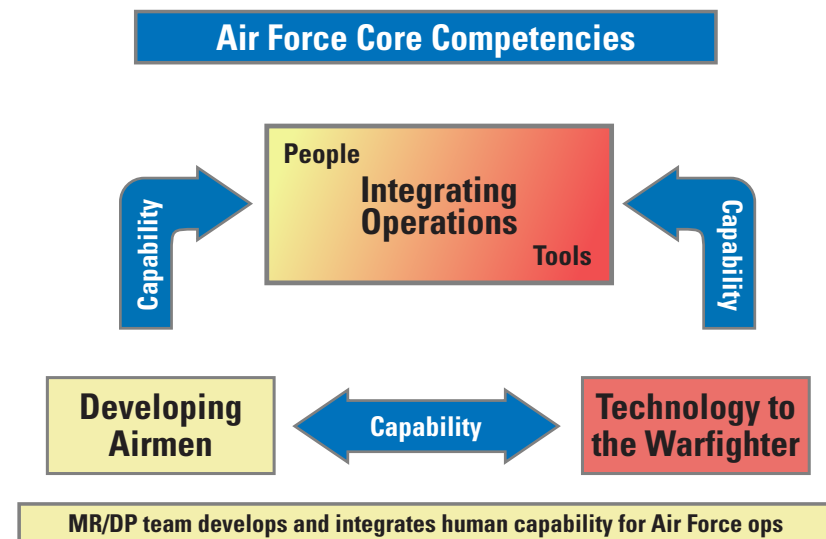 Air Force Core Competencies
People
Integrating
Operations
Tools
Capability
Capability
Developing
Airmen
Capability
Technology to
the Warfighter
MR/DP team develops and integrates human capability for Air Force ops